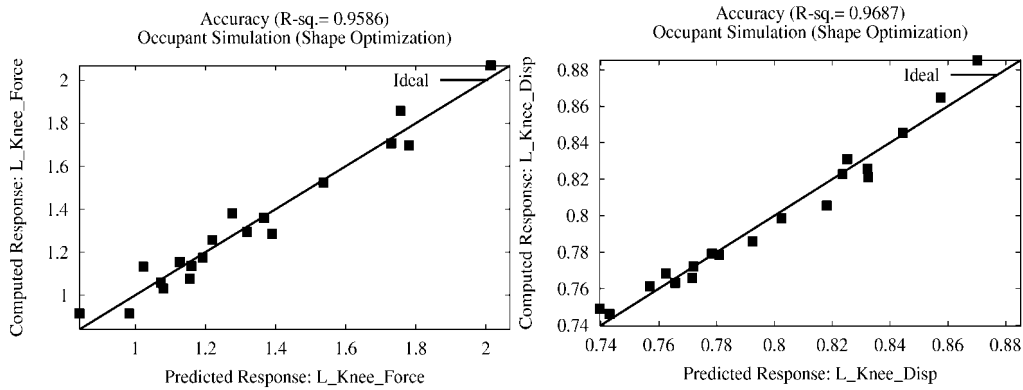 Accuracy (R-sq.= 0.9586)
Occupant Simulation (Shape Optimization)
Computed Response: L_Knee_Force
2
1.8
1.6
1.4
1.2
1
Ideal
1
1.2
1.4
1.6
1.8
2
Predicted Response: L_Knee_Force
Accuracy (R-sq.= 0.9687)
Occupant Simulation (Shape Optimization)
Computed Response: L_Knee_Disp
0.88
0.86
0.84
0.82
0.8
0.78
0.76
0.74
Ideal
0.74
0.76
0.78
0.8
0.82
0.84
0.86
0.88
Predicted Response: L_Knee_Disp